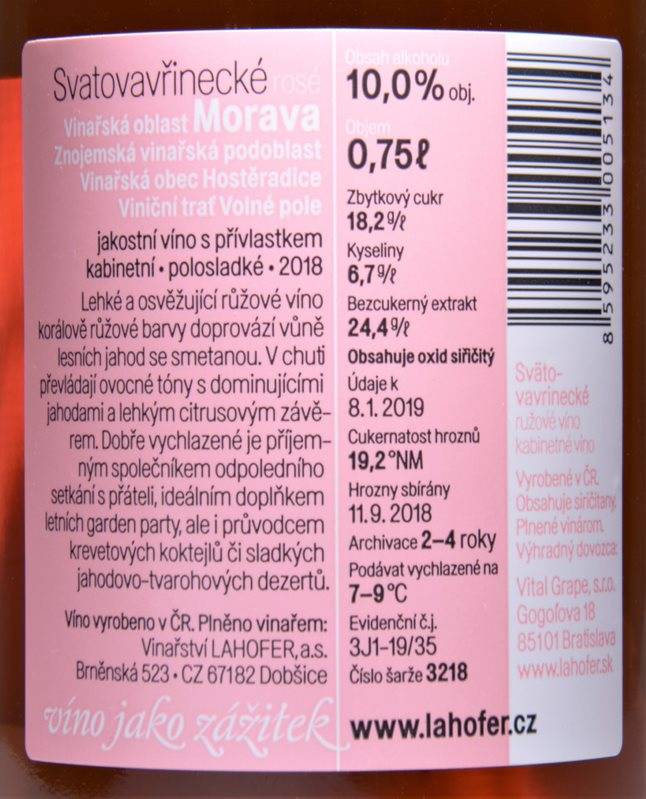 Svatovavřinecké rosé
Vinařská oblast Morava
Znojemská vinařská podoblast
Vinařská obec Hostěradice
Viniční trať Volné pole
jakostní víno s přívlastkem
kabinetní • polosladké • 2018
Lehké a osvěžující růžové víno
korálově růžové barvy doprovází vůně
lesních jahod se smetanou. V chuti
převládají ovocné tóny s dominujícími
jahodami a lehkým citrusovým závě-
rem. Dobře vychlazené je příjem-
ným společníkem odpoledního
setkání s přáteli, ideálním doplňkem
letních garden party, ale i průvodcem
krevetových koktejlů či sladkých
jahodovo-tvarohových dezertů.
Víno vyrobeno v ČR. Plněno vinařem:
Vinařství LAHOFER, a.s.
Brněnská 523 • CZ 67182 Dobšice
víno jako zážitek
Obsah alkoholu
10,0% obj.
Objem
0,75ℓ
Zbytkový cukr
18,2 g/ℓ
Kyseliny
6,7 g/ℓ
Bezcukerný extrakt
24,4 g/ℓ
Obsahuje oxid siřičitý
Údaje k
8.1. 2019
Cukernatost hroznů
19,2 °NM
Hrozny sbírány
11.9. 2018
Archivace 2–4 roky
Podávat vychlazené na
7–9 °C
Evidenční č.j.
3J1-19/35
Číslo šarže 3218
www.lahofer.cz
8 595233 005134
Sväto-
vavrinecké
ružové víno
kabinetné víno
Vyrobené v ČR.
Obsahuje siričitany.
Plnené vinárom.
Výhradný dovozca:
Vital Grape, s.r.o.
Gogoľova 18
85101 Bratislava
www.lahofer.sk